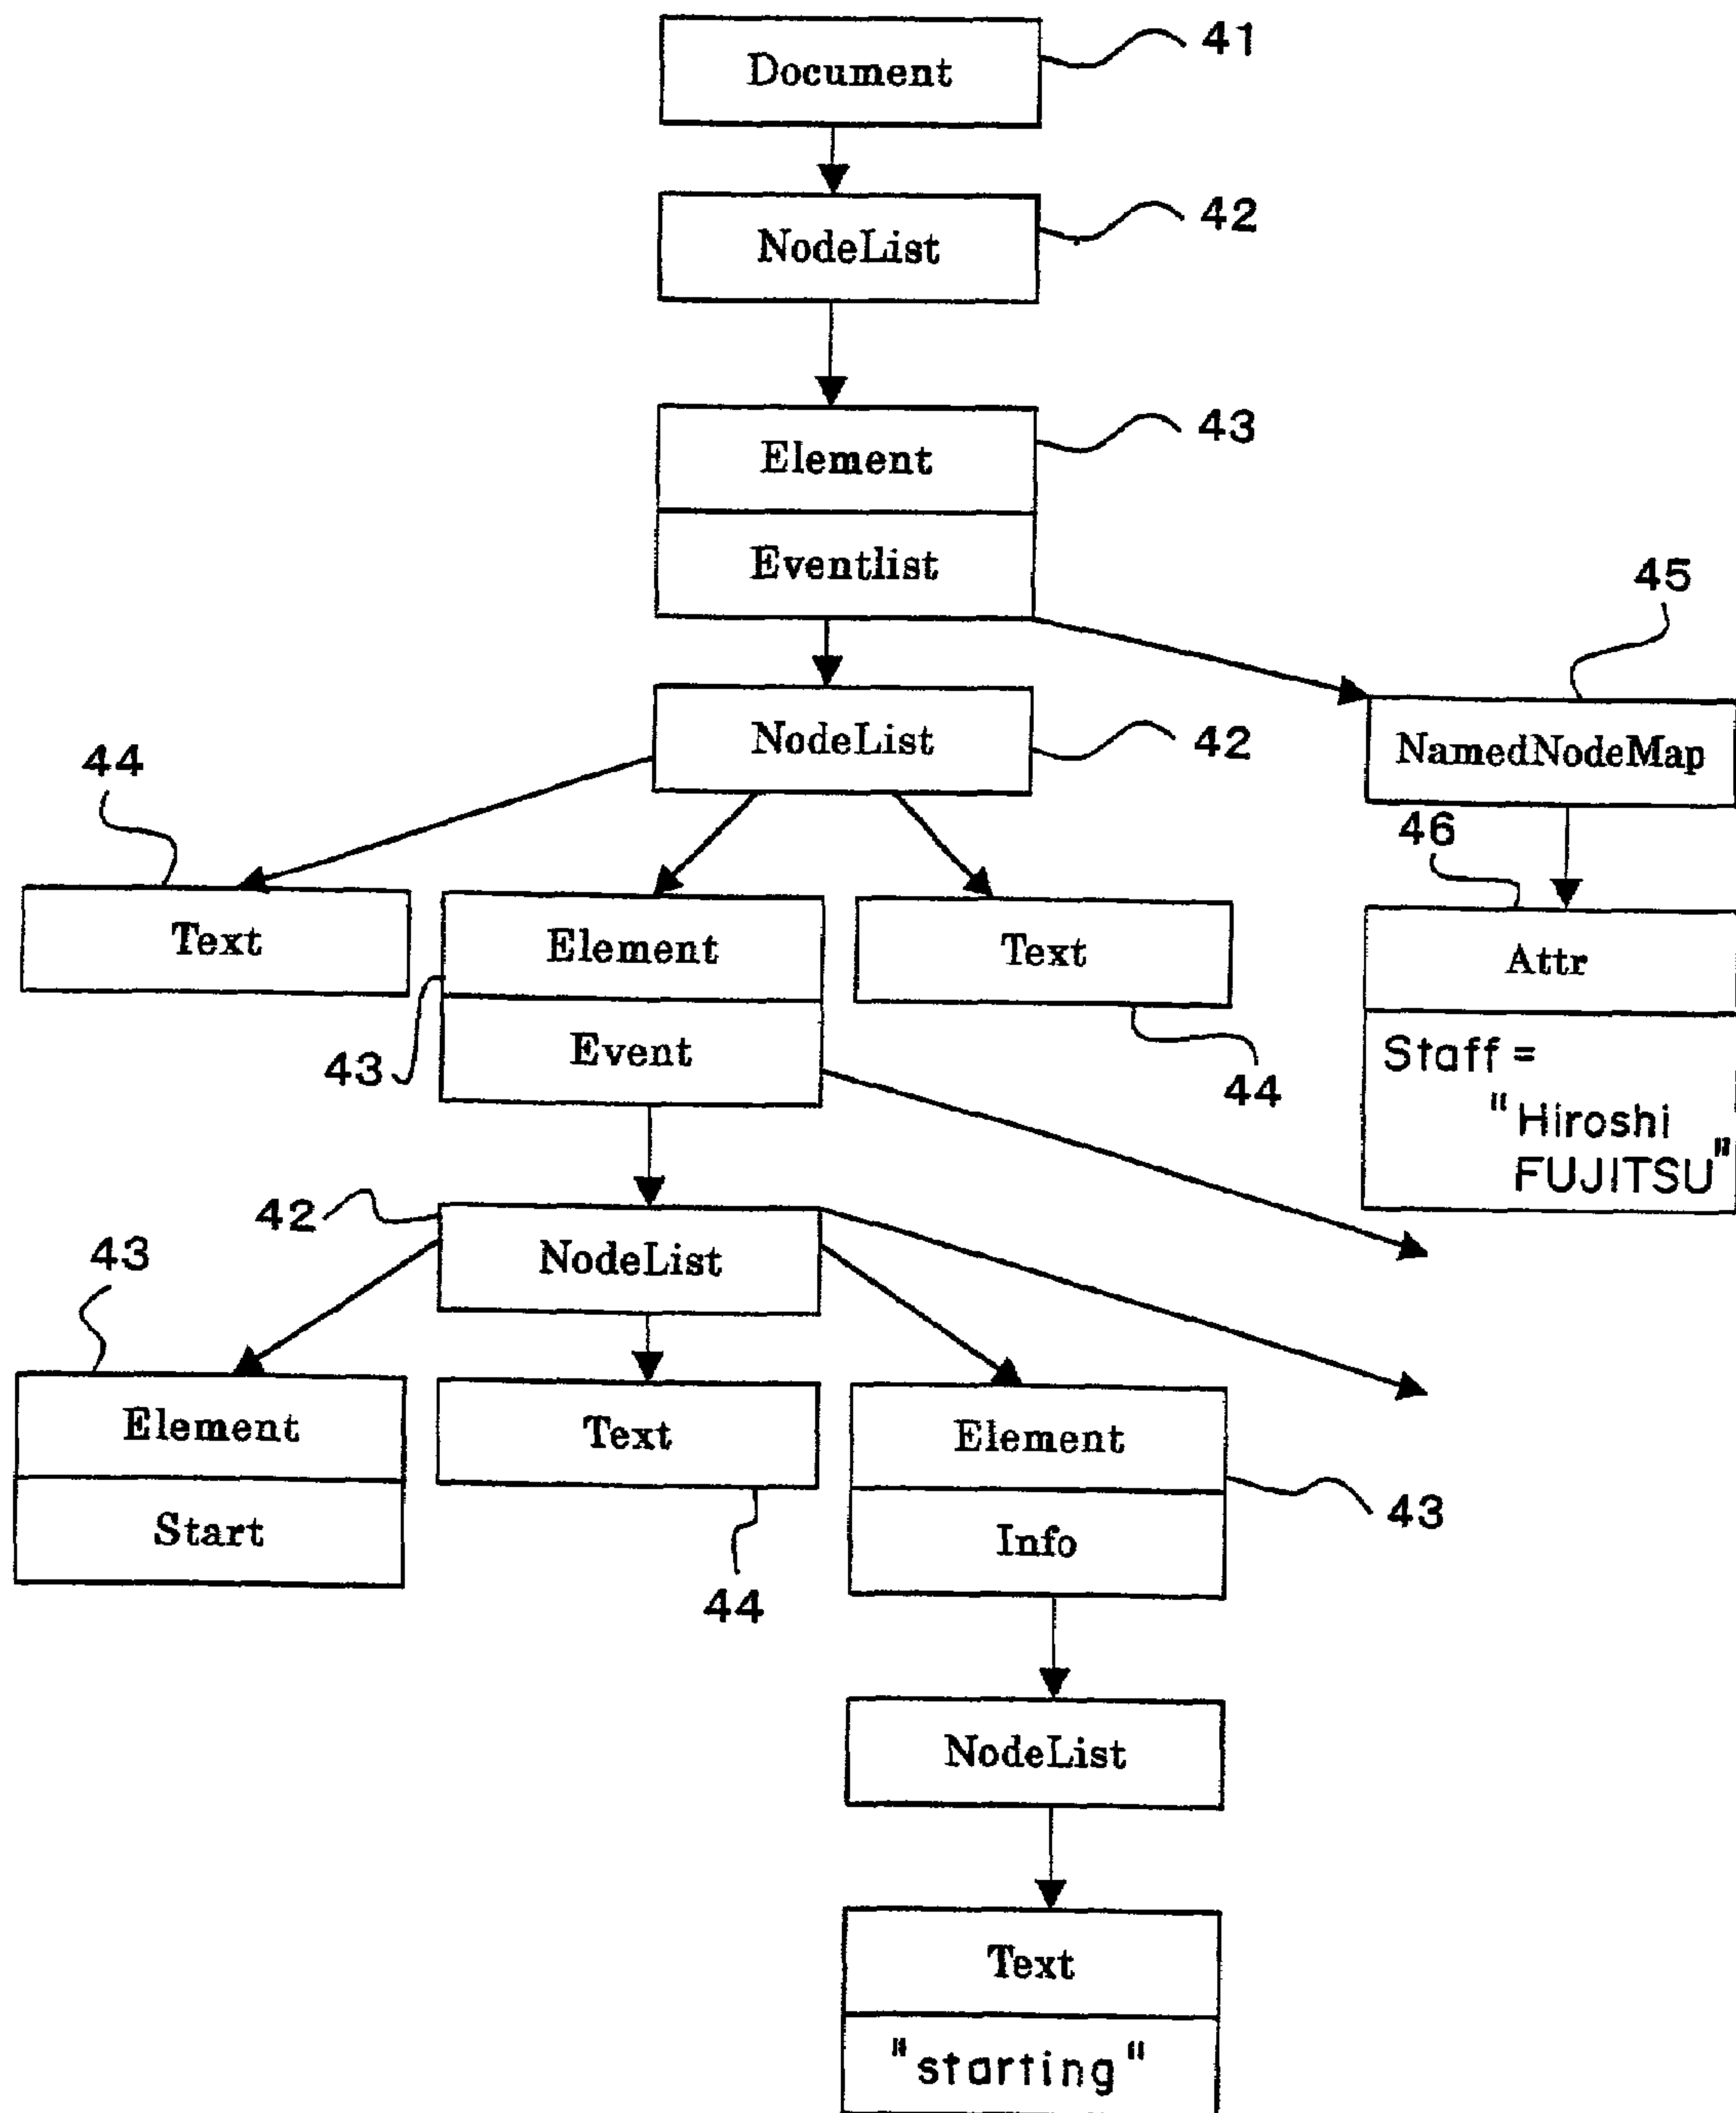 Document
41
NodeList
42
Element
43
Eventlist
45
NodeList
42
NamedNodeMap
44
46
Text
Element
Text
Attr
43
Event
44
Staff =
"Hiroshi
FUJITSU"
42
NodeList
43
Element
Text
Element
43
Start
44
Info
NodeList
Text
"starting"